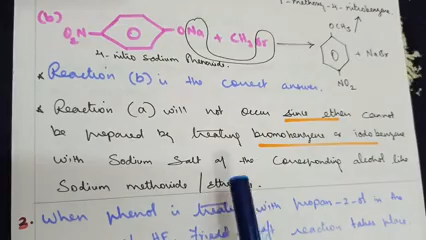 1-methoxy-4-nitrobenzene
(b) O₂N- -ONa + CH₃Br → OCH₃ NO₂ + NaBr
4-nitro Sodium Phenoxide.
* Reaction (b) is the correct answer.
* Reaction (a) will not occur since ether cannot
be prepared by treating bromobenzene or iodobenzene
with Sodium Salt of the corresponding alcohol like
Sodium methoxide /
3. When phenol is treated with propan-2-ol in the
of HF, reaction takes place